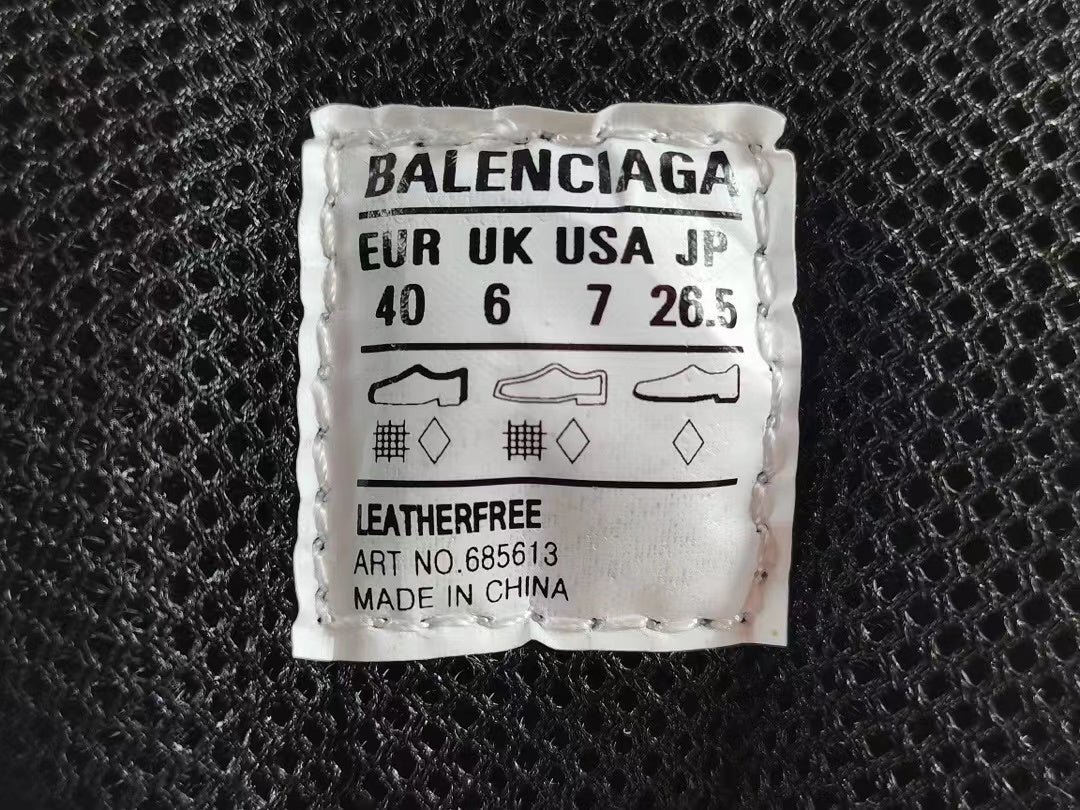 BALENCIAGA
EUR UK USA JP
40 6 7 26.5
LEATHERFREE
ART NO.685613
MADE IN CHINA